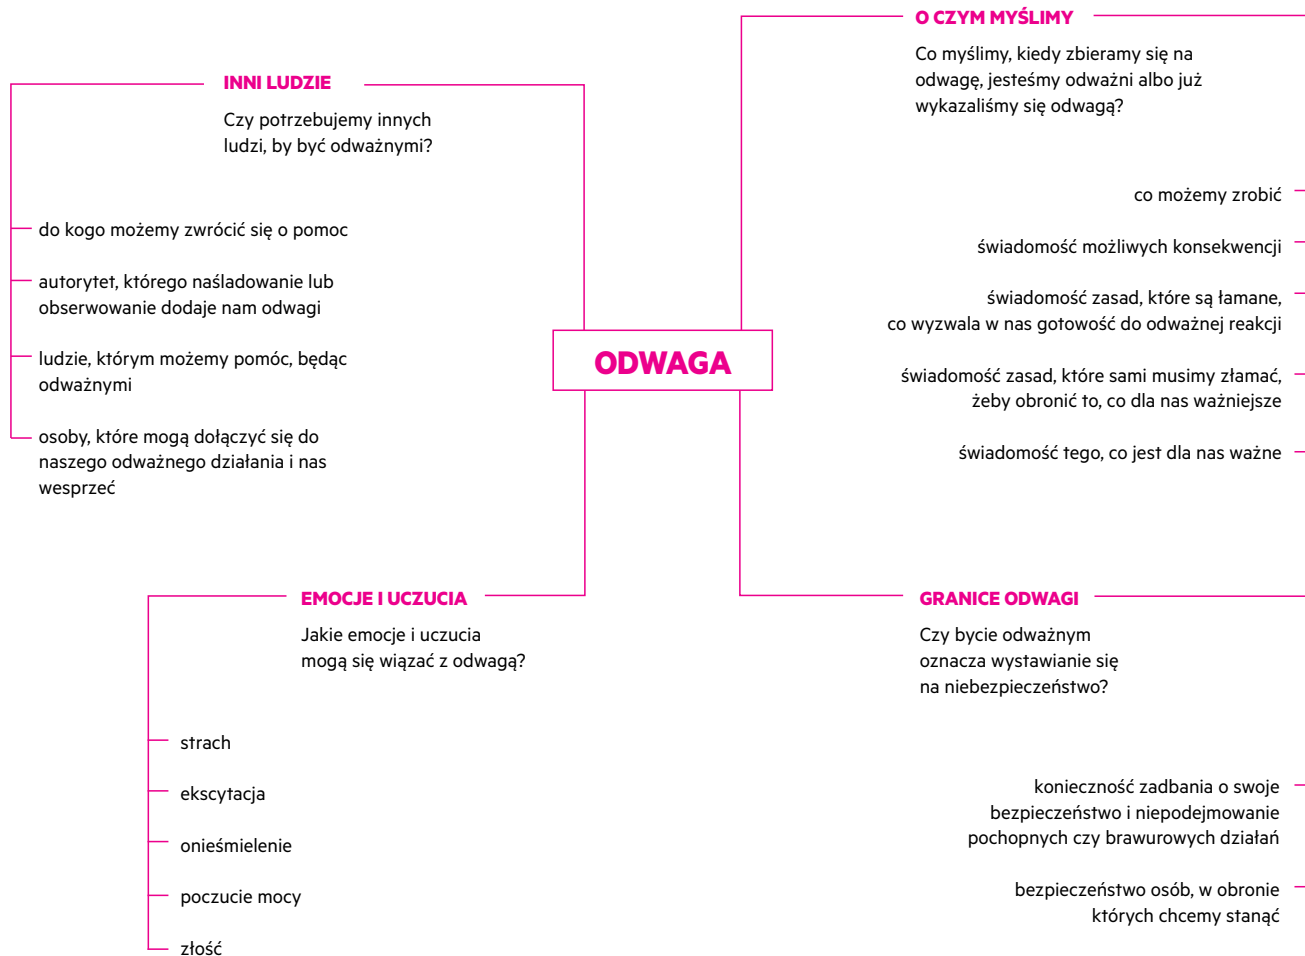 INNI LUDZIE
Czy potrzebujemy innych
ludzi, by być odważnymi?
do kogo możemy zwrócić się o pomoc
autorytet, którego naśladowanie lub
obserwowanie dodaje nam odwagi
ludzie, którym możemy pomóc, będąc
odważnymi
osoby, które mogą dołączyć się do
naszego odważnego działania i nas
wesprzeć
O CZYM MYŚLIMY
Co myślimy, kiedy zbieramy się na
odwagę, jesteśmy odważni albo już
wykazaliśmy się odwagą?
co możemy zrobić
świadomość możliwych konsekwencji
świadomość zasad, które są łamane,
co wyzwala w nas gotowość do odważnej reakcji
świadomość zasad, które sami musimy złamać,
żeby obronić to, co dla nas ważniejsze
świadomość tego, co jest dla nas ważne
ODWAGA
EMOCJE I UCZUCIA
Jakie emocje i uczucia
mogą się wiązać z odwagą?
strach
ekscytacja
onieśmielenie
poczucie mocy
złość
GRANICE ODWAGI
Czy bycie odważnym
oznacza wystawianie się
na niebezpieczeństwo?
konieczność zadbania o swoje
bezpieczeństwo i niepodejmowanie
pochopnych czy brawurowych działań
bezpieczeństwo osób, w obronie
których chcemy stanąć